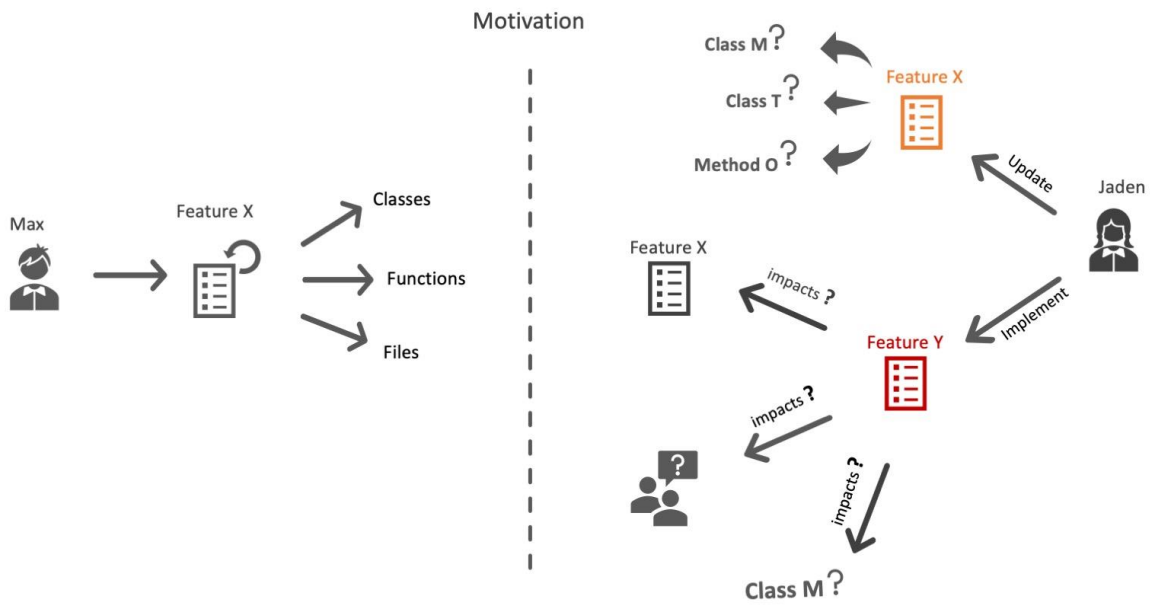 Motivation
Max
Feature X
Classes
Functions
Files
Class M ?
Class T ?
Method O ?
Feature X
Update
Jaden
Implement
Feature X
impacts ?
Feature Y
impacts ?
?
impacts ?
Class M ?